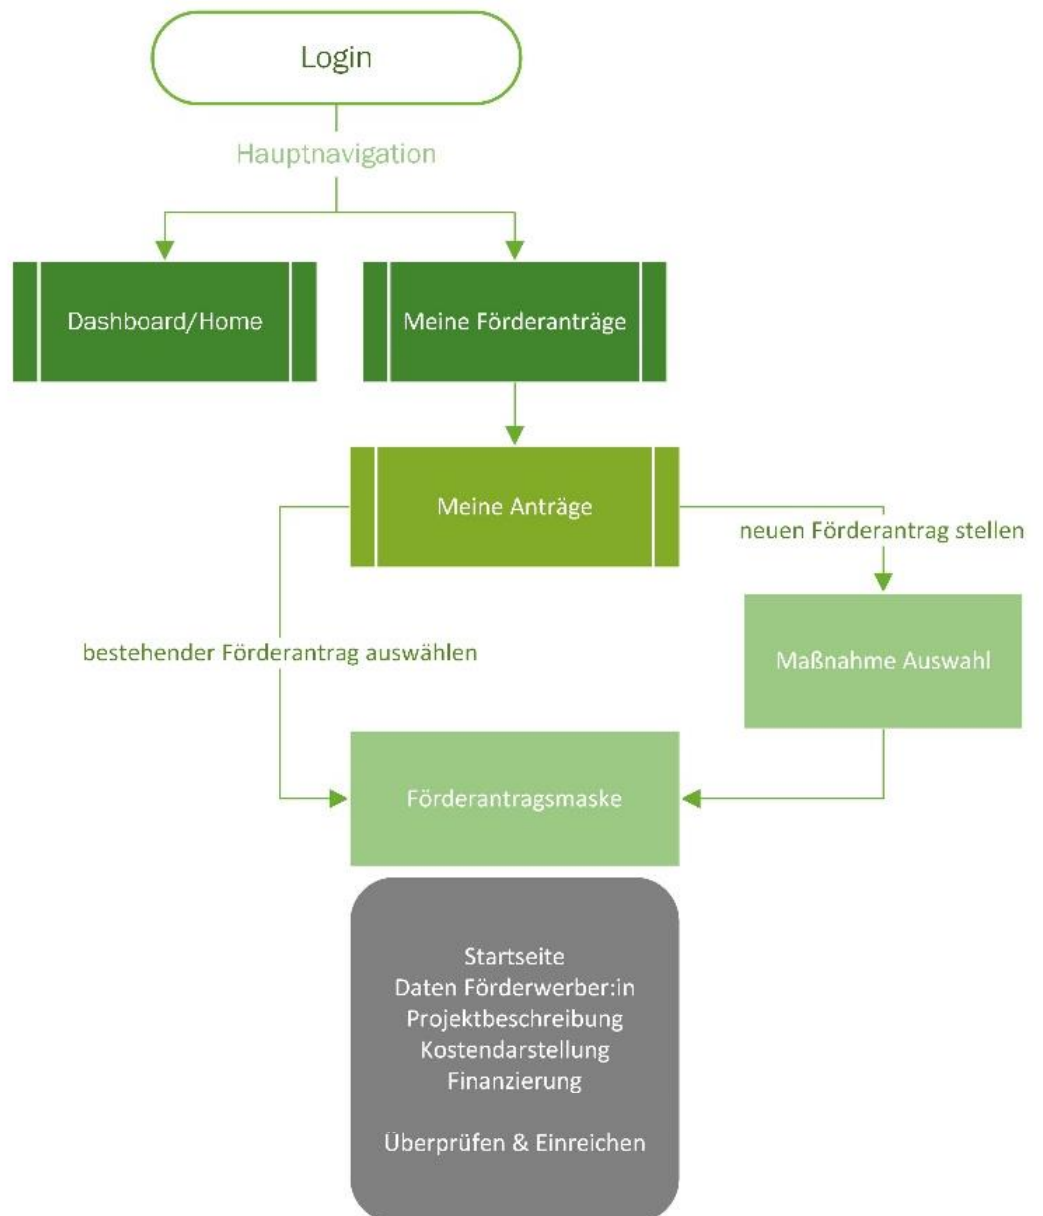 Login
Hauptnavigation
Dashboard/Home
Meine Förderanträge
Meine Anträge
neuen Förderantrag stellen
bestehender Förderantrag auswählen
Maßnahme Auswahl
Förderantragsmaske
Startseite
Daten Förderwerber:in
Projektbeschreibung
Kostendarstellung
Finanzierung
Überprüfen & Einreichen